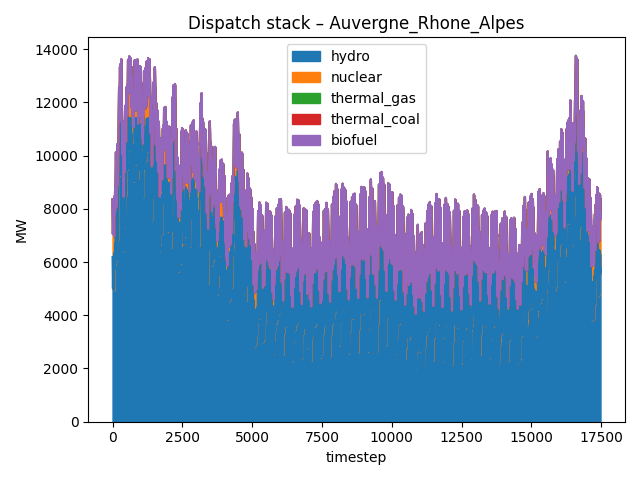 Dispatch stack – Auvergne_Rhone_Alpes
hydro
nuclear
thermal_gas
thermal_coal
biofuel
MW
14000
12000
10000
8000
6000
4000
2000
0
0 2500 5000 7500 10000 12500 15000 17500
timestep